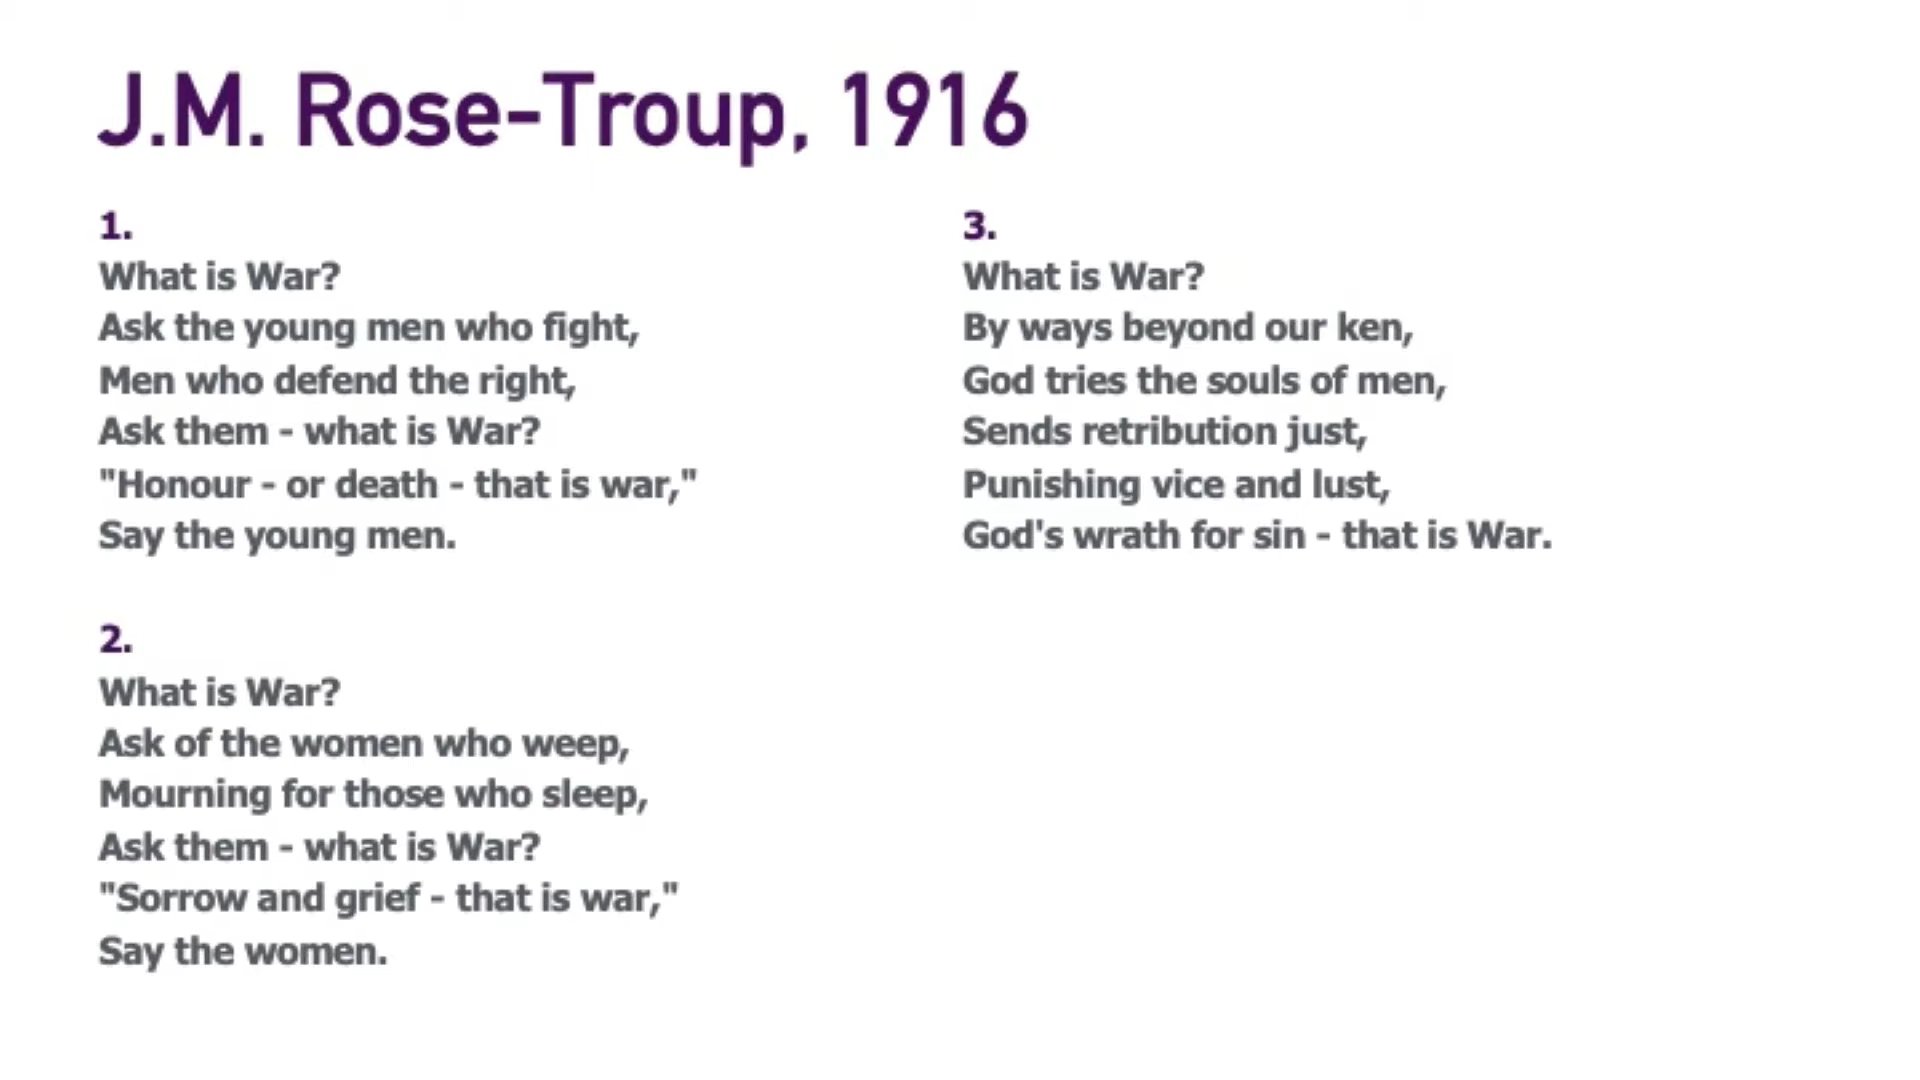 J.M. Rose-Troup, 1916
1.
What is War?
Ask the young men who fight,
Men who defend the right,
Ask them - what is War?
"Honour - or death - that is war,"
Say the young men.
2.
What is War?
Ask of the women who weep,
Mourning for those who sleep,
Ask them - what is War?
"Sorrow and grief - that is war,"
Say the women.
3.
What is War?
By ways beyond our ken,
God tries the souls of men,
Sends retribution just,
Punishing vice and lust,
God's wrath for sin - that is War.